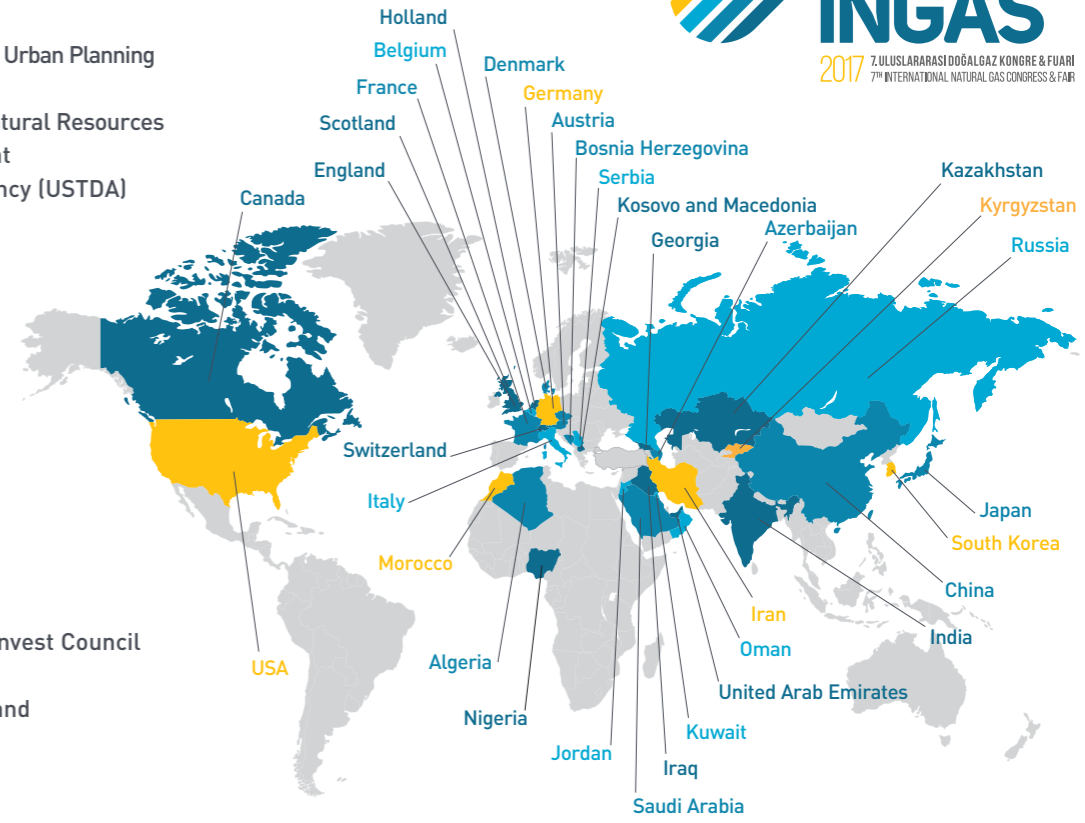 INGAS
2017 7. ULUSLARARASI DOĞALGAZ KONGRE & FUARI
7TH INTERNATIONAL NATURAL GAS CONGRESS & FAIR
Urban Planning
tural Resources
t
ncy (USTDA)
nvest Council
and
Holland
Belgium
Denmark
France
Germany
Scotland
Austria
Bosnia Herzegovina
England
Serbia
Canada
Kosovo and Macedonia
Georgia
Azerbaijan
Kazakhstan
Kyrgyzstan
Russia
Switzerland
Italy
Morocco
USA
Algeria
Nigeria
Jordan
Saudi Arabia
Iraq
Kuwait
United Arab Emirates
Oman
Iran
India
China
South Korea
Japan